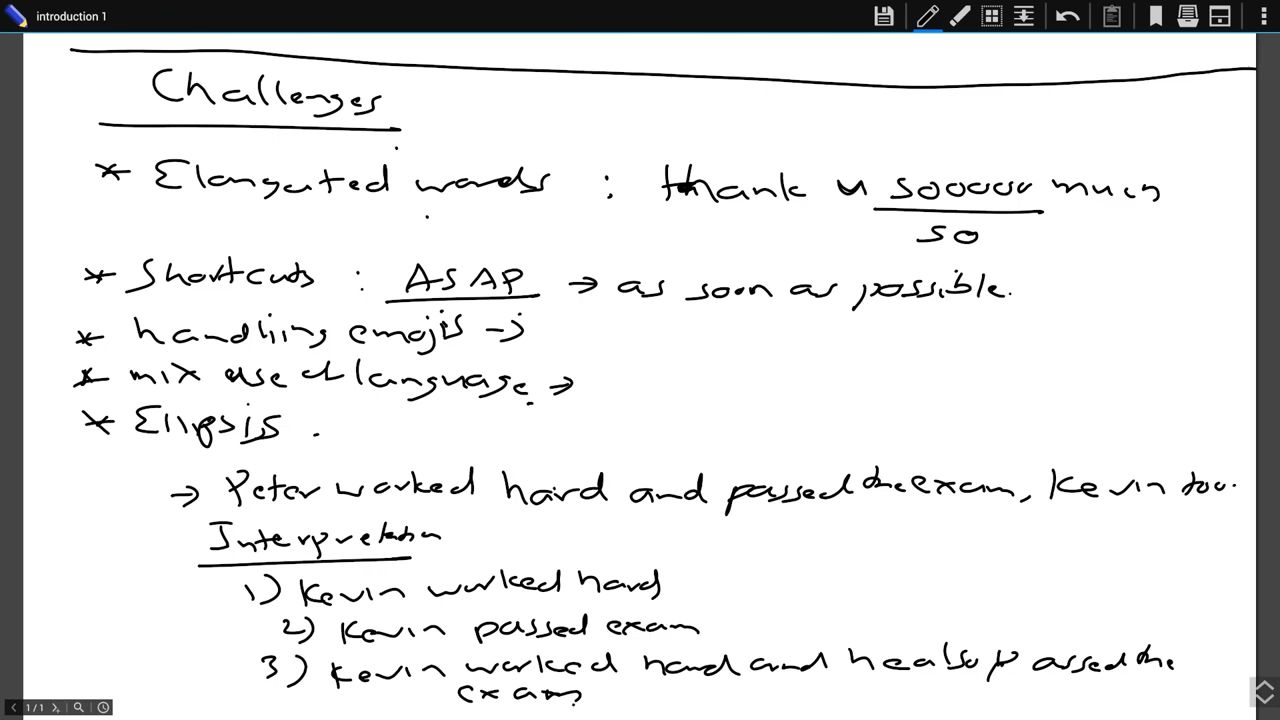 introduction 1
Challenges
* Elongated words : thank u sooooo much
so
* Shortcuts : ASAP → as soon as possible.
* handling emojis →
* mix use of language →
* Ellipsis .
→ Peter worked hard and passed the exam, Kevin too.
Interpretation
1) Kevin worked hard
2) Kevin passed exam
3) Kevin worked hard and he also passed the
exam
1/1